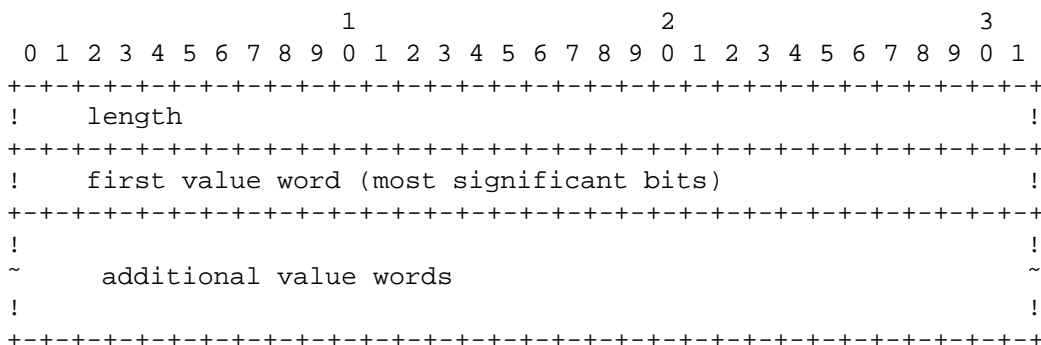 1                   2                   3
 0 1 2 3 4 5 6 7 8 9 0 1 2 3 4 5 6 7 8 9 0 1 2 3 4 5 6 7 8 9 0 1
+-+-+-+-+-+-+-+-+-+-+-+-+-+-+-+-+-+-+-+-+-+-+-+-+-+-+-+-+-+-+-+-+
!    length                                                     !
+-+-+-+-+-+-+-+-+-+-+-+-+-+-+-+-+-+-+-+-+-+-+-+-+-+-+-+-+-+-+-+-+
!    first value word (most significant bits)                   !
+-+-+-+-+-+-+-+-+-+-+-+-+-+-+-+-+-+-+-+-+-+-+-+-+-+-+-+-+-+-+-+-+
!                                                               !
~     additional value words                                    ~
!                                                               !
+-+-+-+-+-+-+-+-+-+-+-+-+-+-+-+-+-+-+-+-+-+-+-+-+-+-+-+-+-+-+-+-+